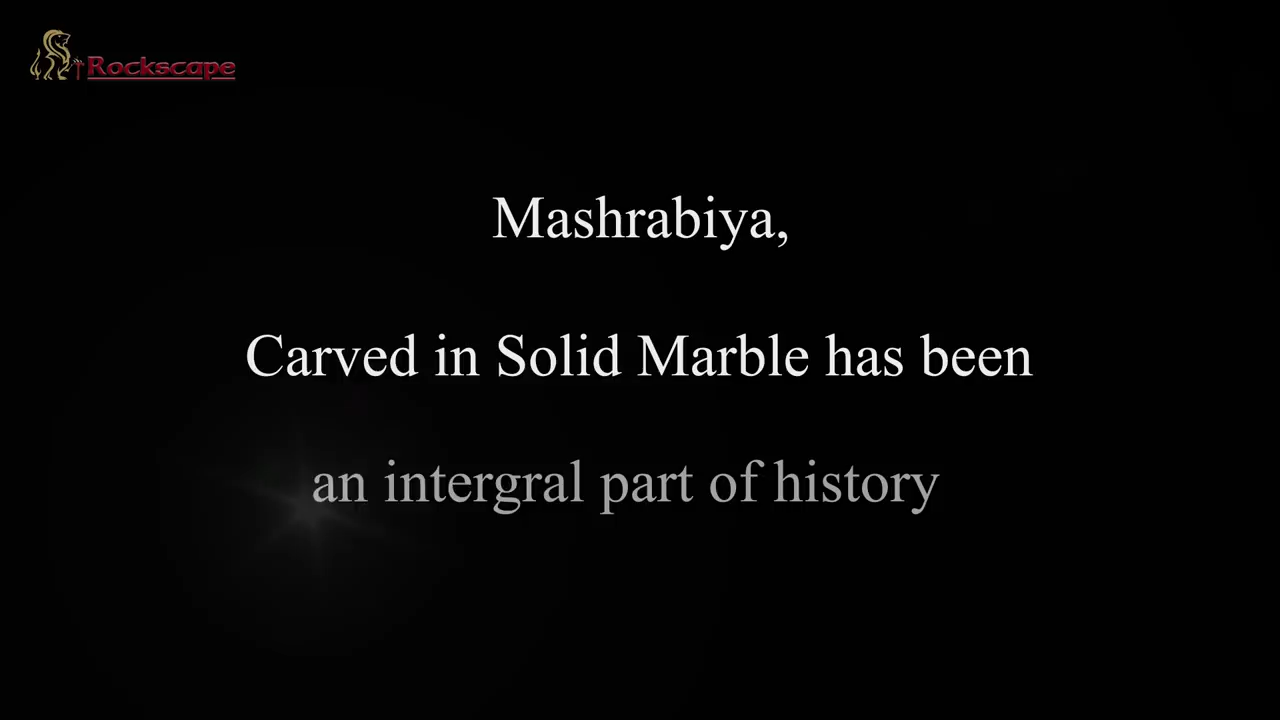 Rockscape
Mashrabiya,
Carved in Solid Marble has been
an intergral part of history